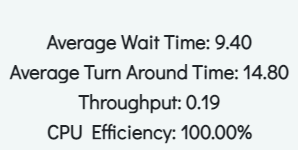 Average Wait Time: 9.40
Average Turn Around Time: 14.80
Throughput: 0.19
CPU Efficiency: 100.00%